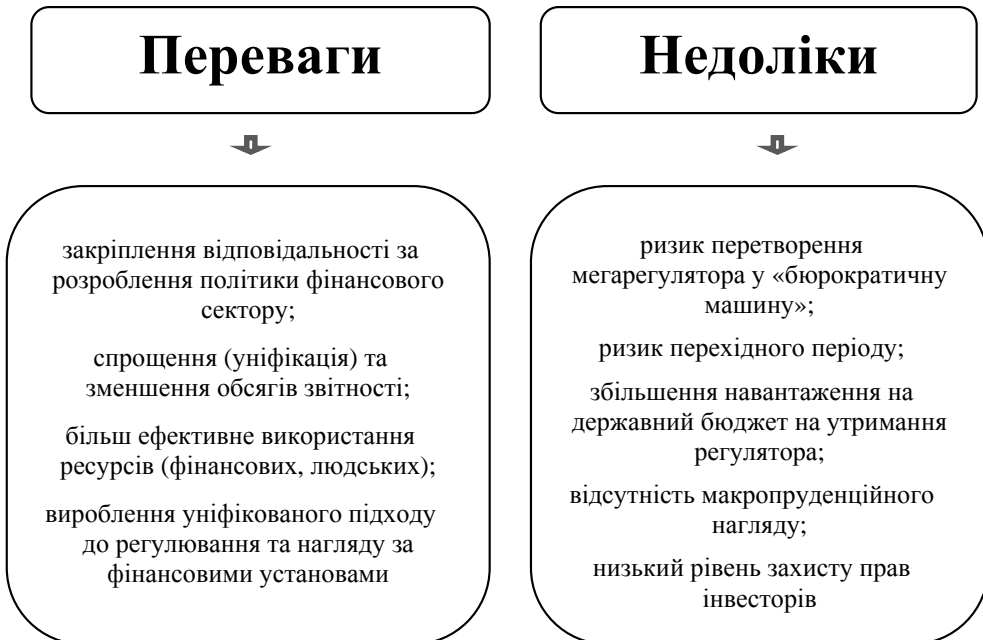 Переваги
закріплення відповідальності за
розроблення політики фінансового
сектору;
спрощення (уніфікація) та
зменшення обсягів звітності;
більш ефективне використання
ресурсів (фінансових, людських);
вироблення уніфікованого підходу
до регулювання та нагляду за
фінансовими установами
Недоліки
ризик перетворення
мегарегулятора у «бюрократичну
машину»;
ризик перехідного періоду;
збільшення навантаження на
державний бюджет на утримання
регулятора;
відсутність макропруденційного
нагляду;
низький рівень захисту прав
інвесторів